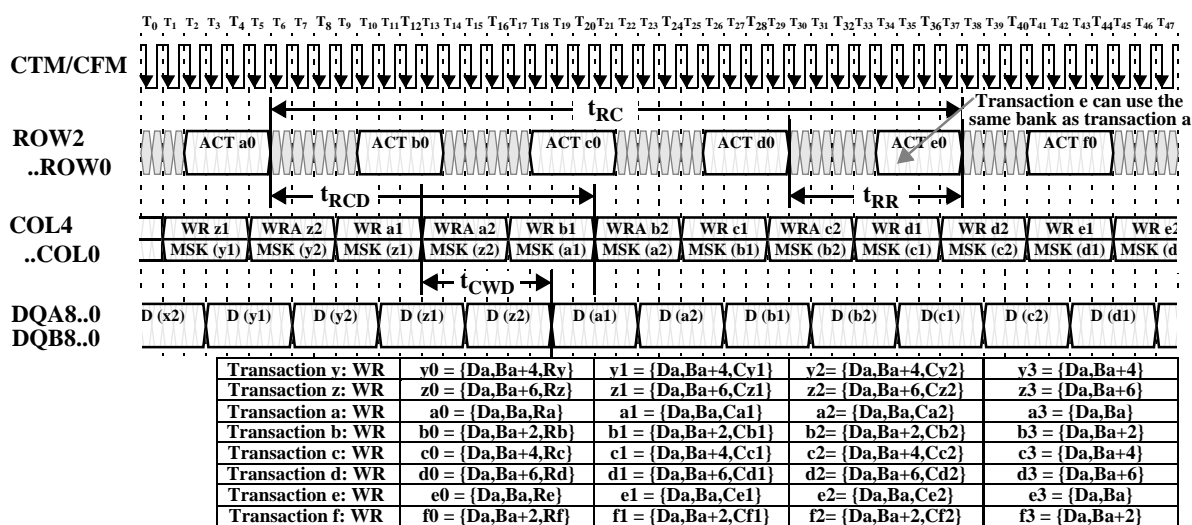 T0 T1 T2 T3 T4 T5 T6 T7 T8 T9 T10 T11 T12 T13 T14 T15 T16 T17 T18 T19 T20 T21 T22 T23 T24 T25 T26 T27 T28 T29 T30 T31 T32 T33 T34 T35 T36 T37 T38 T39 T40 T41 T42 T43 T44 T45 T46 T47
CTM/CFM
tRC
Transaction e can use the
same bank as transaction a
ROW2
..ROW0
ACT a0 ACT b0 ACT c0 ACT d0 ACT e0 ACT f0
tRCD tRR
COL4
..COL0
WR z1 WRA z2 WR a1 WRA a2 WR b1 WRA b2 WR c1 WRA c2 WR d1 WR d2 WR e1 WR e2
MSK (y1) MSK (y2) MSK (z1) MSK (z2) MSK (a1) MSK (a2) MSK (b1) MSK (b2) MSK (c1) MSK (c2) MSK (d1) MSK (d
tCWD
DQA8..0
DQB8..0
D (x2) D (y1) D (y2) D (z1) D (z2) D (a1) D (a2) D (b1) D (b2) D(c1) D (c2) D (d1)
Transaction y: WR y0 = {Da,Ba+4,Ry} y1 = {Da,Ba+4,Cy1} y2= {Da,Ba+4,Cy2} y3 = {Da,Ba+4}
Transaction z: WR z0 = {Da,Ba+6,Rz} z1 = {Da,Ba+6,Cz1} z2= {Da,Ba+6,Cz2} z3 = {Da,Ba+6}
Transaction a: WR a0 = {Da,Ba,Ra} a1 = {Da,Ba,Ca1} a2= {Da,Ba,Ca2} a3 = {Da,Ba}
Transaction b: WR b0 = {Da,Ba+2,Rb} b1 = {Da,Ba+2,Cb1} b2= {Da,Ba+2,Cb2} b3 = {Da,Ba+2}
Transaction c: WR c0 = {Da,Ba+4,Rc} c1 = {Da,Ba+4,Cc1} c2= {Da,Ba+4,Cc2} c3 = {Da,Ba+4}
Transaction d: WR d0 = {Da,Ba+6,Rd} d1 = {Da,Ba+6,Cd1} d2= {Da,Ba+6,Cd2} d3 = {Da,Ba+6}
Transaction e: WR e0 = {Da,Ba,Re} e1 = {Da,Ba,Ce1} e2= {Da,Ba,Ce2} e3 = {Da,Ba}
Transaction f: WR f0 = {Da,Ba+2,Rf} f1 = {Da,Ba+2,Cf1} f2= {Da,Ba+2,Cf2} f3 = {Da,Ba+2}